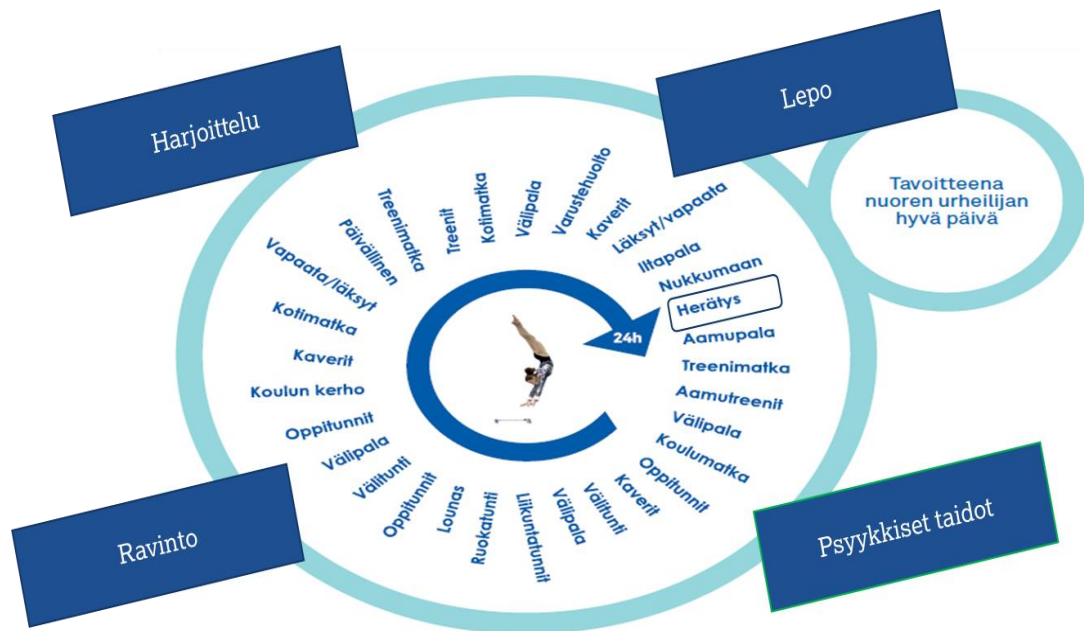 Harjoittelu
Lepo
Tavoitteena
nuoren urheilijan
hyvä päivä
Herätys
Aamupala
Treenimatka
Aamutreenit
Välipala
Koulumatka
Oppitunnit
Kaverit
Välitunti
Välipala
Liikuntatunnit
Ruokatunti
Lounas
Oppitunnit
Välitunti
Välipala
Oppitunnit
Koulun kerho
Kaverit
Kotimatka
Vapaata/läksyt
Päivällinen
Treenimatka
Treenit
Kotimatka
Välipala
Varustehuolto
Kaverit
Läksyt/vapaata
Iltapala
Nukkumaan
24h
Ravinto
Psyykkiset taidot